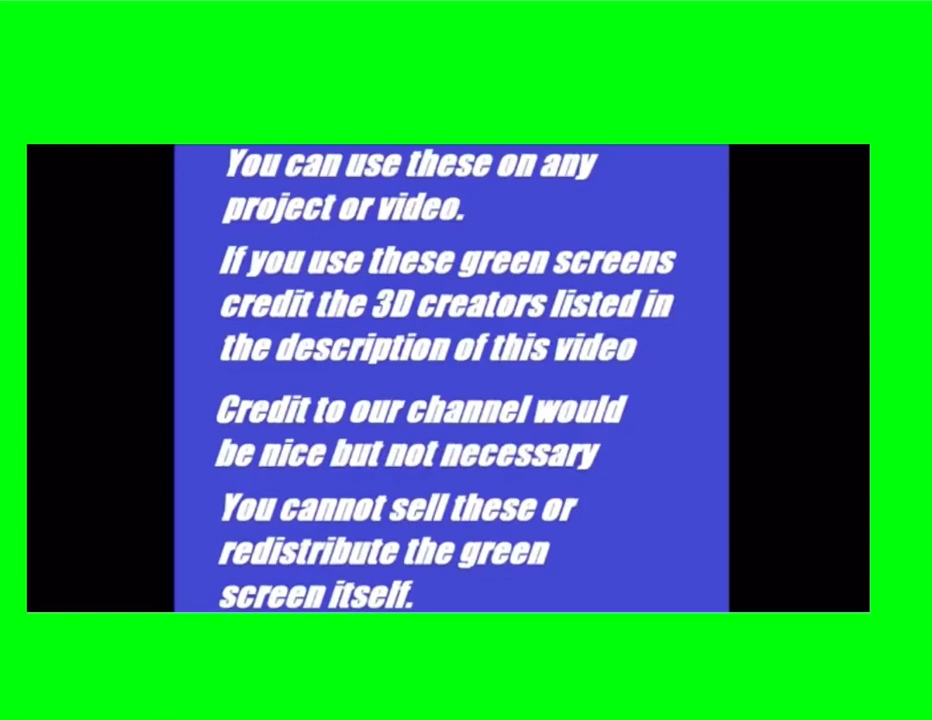 You can use these on any
project or video.
If you use these green screens
credit the 3D creators listed in
the description of this video
Credit to our channel would
be nice but not necessary
You cannot sell these or
redistribute the green
screen itself.